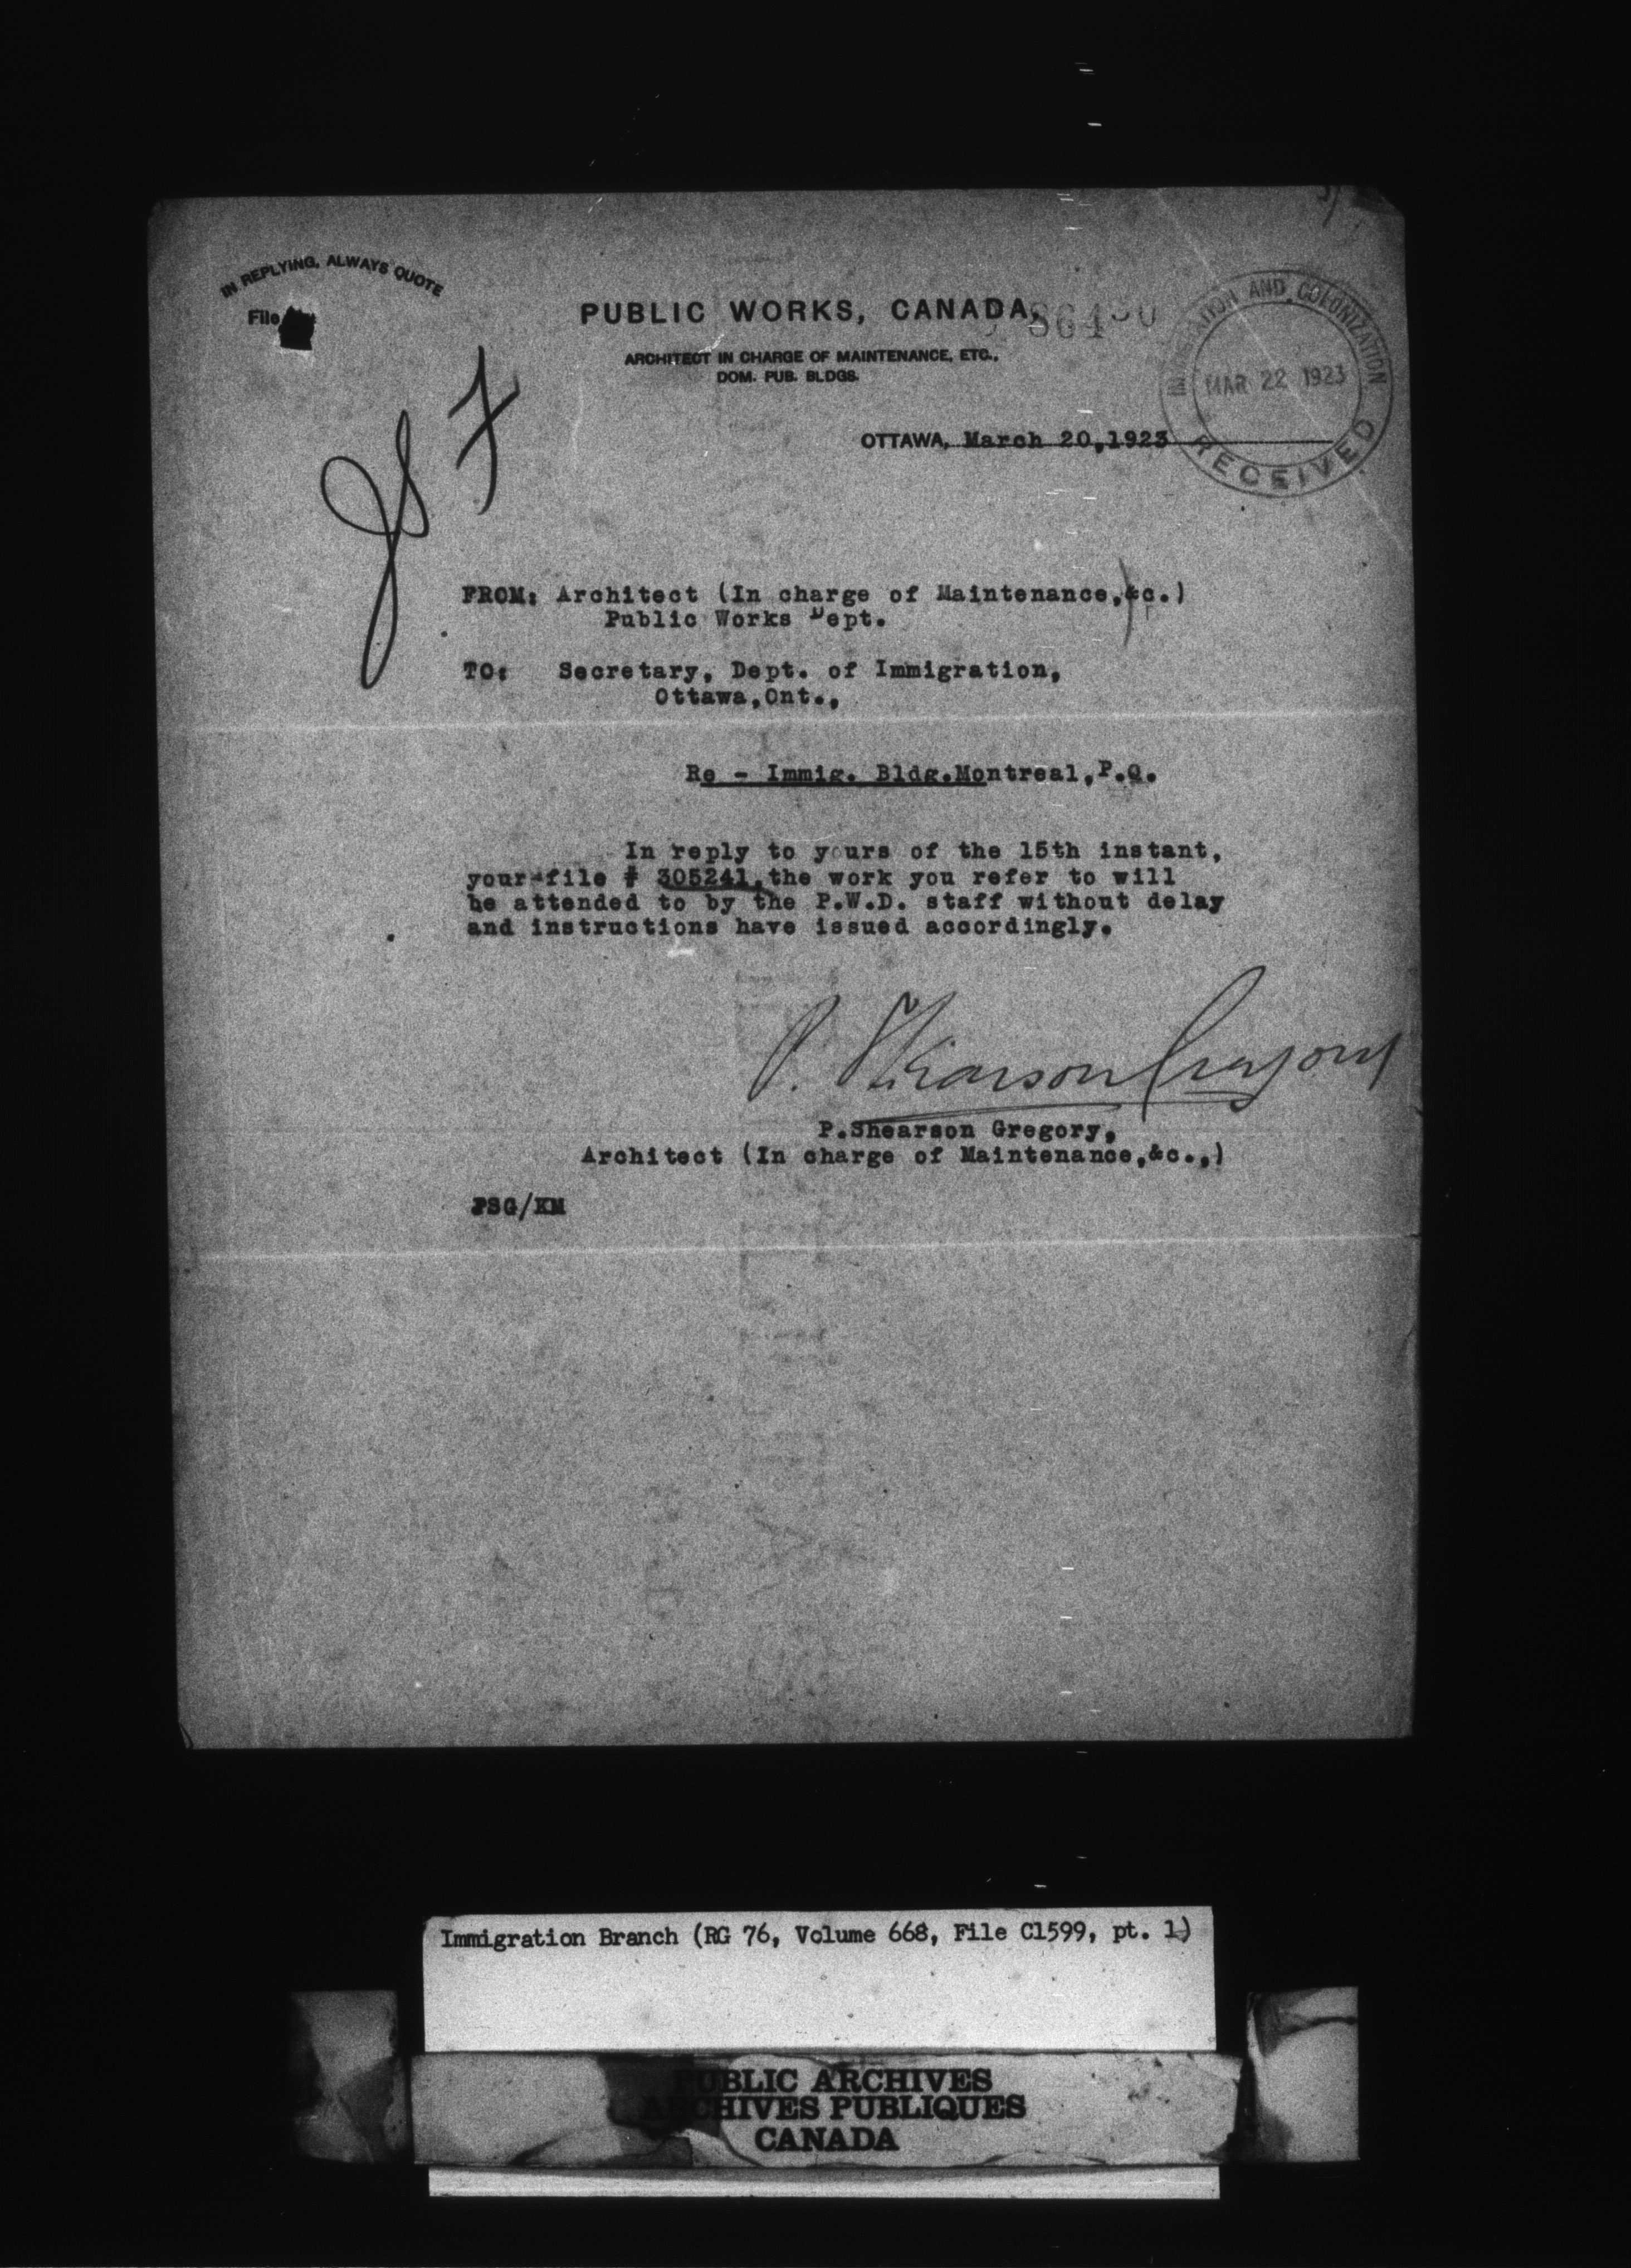 IN REPLYING, ALWAYS QUOTE
File
PUBLIC WORKS, CANADA,
ARCHITECT IN CHARGE OF MAINTENANCE, ETC.,
DOM. PUB. BLDGS.
IMMIGRATION AND COLONIZATION
MAR 22 1923
RECEIVED
OTTAWA, March 20,1923
FROM: Architect (In charge of Maintenance,&c.)
Public Works Dept.
TO: Secretary, Dept. of Immigration,
Ottawa,Ont.,
Re - Immig. Bldg.Montreal,P.Q.
In reply to yours of the 15th instant,
your file # 305241,the work you refer to will
be attended to by the P.W.D. staff without delay
and instructions have issued accordingly.
P. Shearson Gregory
P.Shearson Gregory,
Architect (In charge of Maintenance,&c.,)
PSG/KM
Immigration Branch (RG 76, Volume 668, File C1599, pt. 1)
PUBLIC ARCHIVES
ARCHIVES PUBLIQUES
CANADA